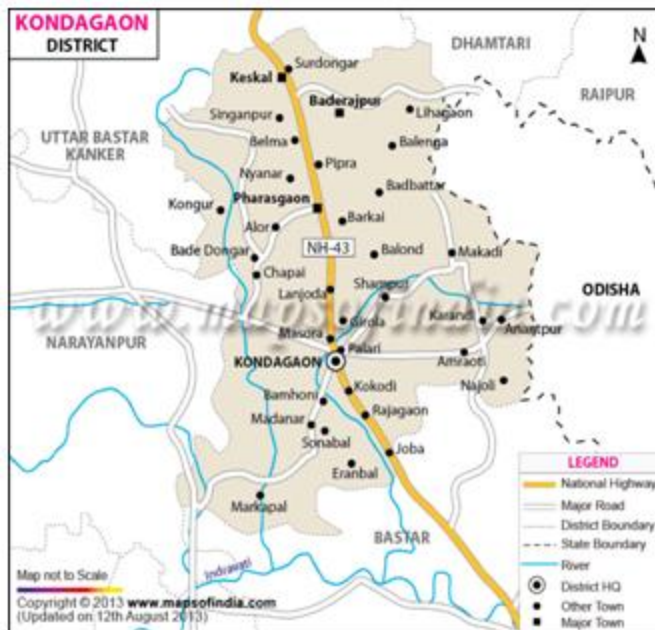 KONDAGAON
DISTRICT
N
DHAMTARI
RAIPUR
Surdongar
Keskal
Baderajpur
Lihagaon
Singanpur
UTTAR BASTAR
KANKER
Belma
Balenga
Pipra
Nyanar
Badbattar
Kongur
Pharasgaon
Barkai
Alor
NH-43
Bade Dongar
Balond
Makadi
Chapai
Lanjoda
Shampur
ODISHA
www.mapsofindia.com
Girola
Karandi
Anantpur
NARAYANPUR
Masora
Palari
KONDAGAON
Amraoti
Najoli
Kokodi
Bamhoni
Rajagaon
Madanar
Sonabal
Joba
Eranbal
Markapal
BASTAR
Indrawati
LEGEND
National Highway
Major Road
District Boundary
State Boundary
River
District HQ
Other Town
Major Town
Map not to Scale
Copyright © 2013 www.mapsofindia.com
(Updated on 12th August 2013)